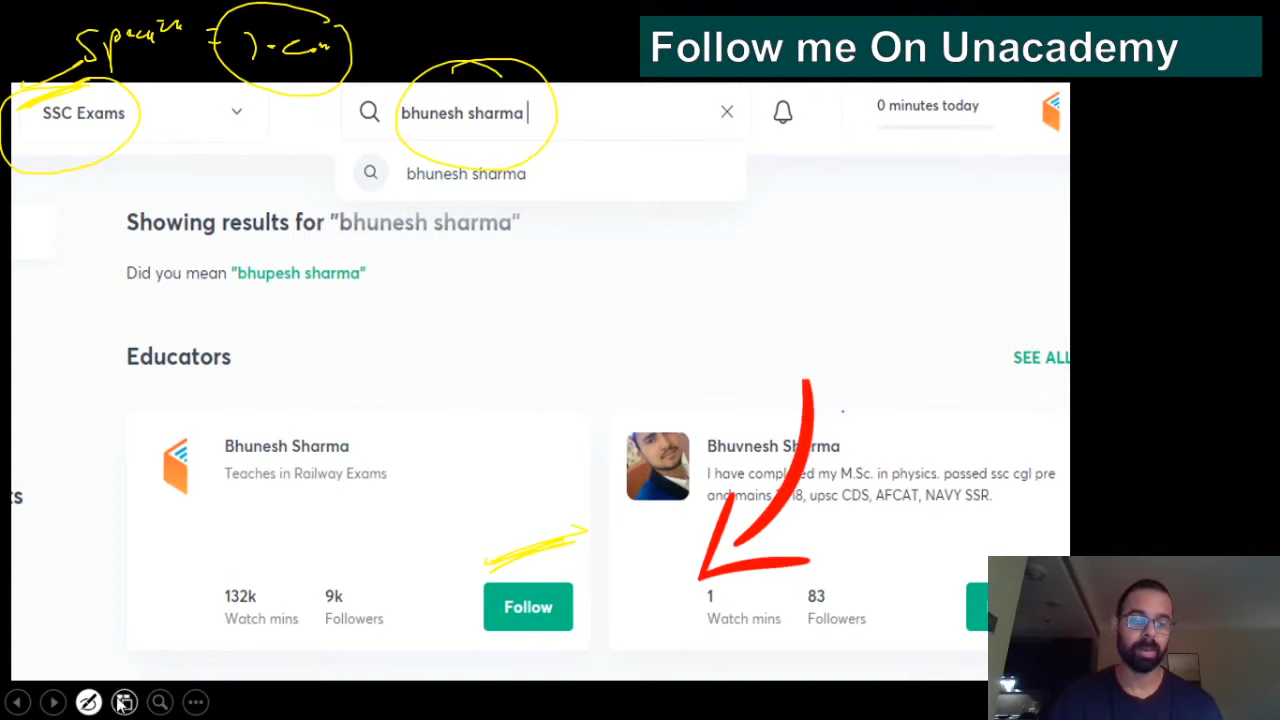 Follow me On Unacademy
SSC Exams
bhunesh sharma
0 minutes today
bhunesh sharma
Showing results for "bhunesh sharma"
Did you mean "bhupesh sharma"
Educators
SEE ALL
Bhunesh Sharma
Teaches in Railway Exams
132k
Watch mins
9k
Followers
Follow
Bhuvnesh Sharma
I have completed my M.Sc. in physics. passed ssc cgl pre
and mains upsc CDS, AFCAT, NAVY SSR.
1
Watch mins
83
Followers